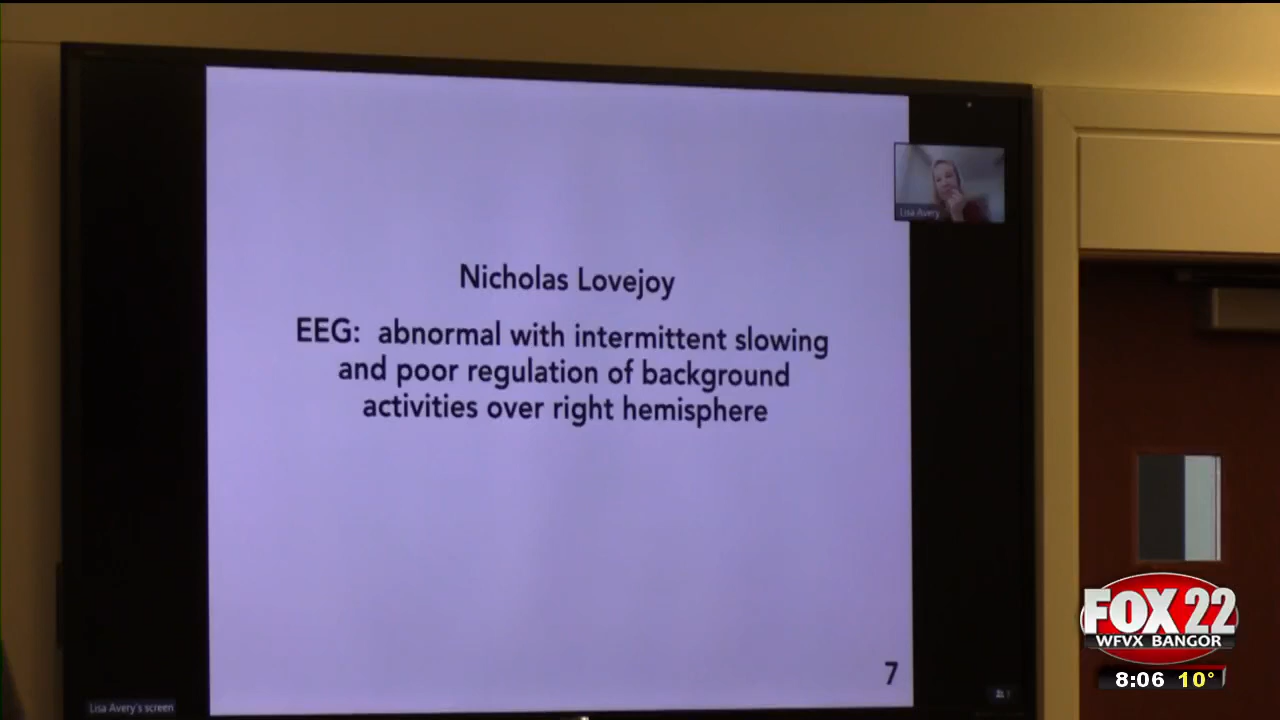 Lisa Avery
Nicholas Lovejoy
EEG: abnormal with intermittent slowing
and poor regulation of background
activities over right hemisphere
7
Lisa Avery's screen
FOX 22
WFVX BANGOR
8:06 10°